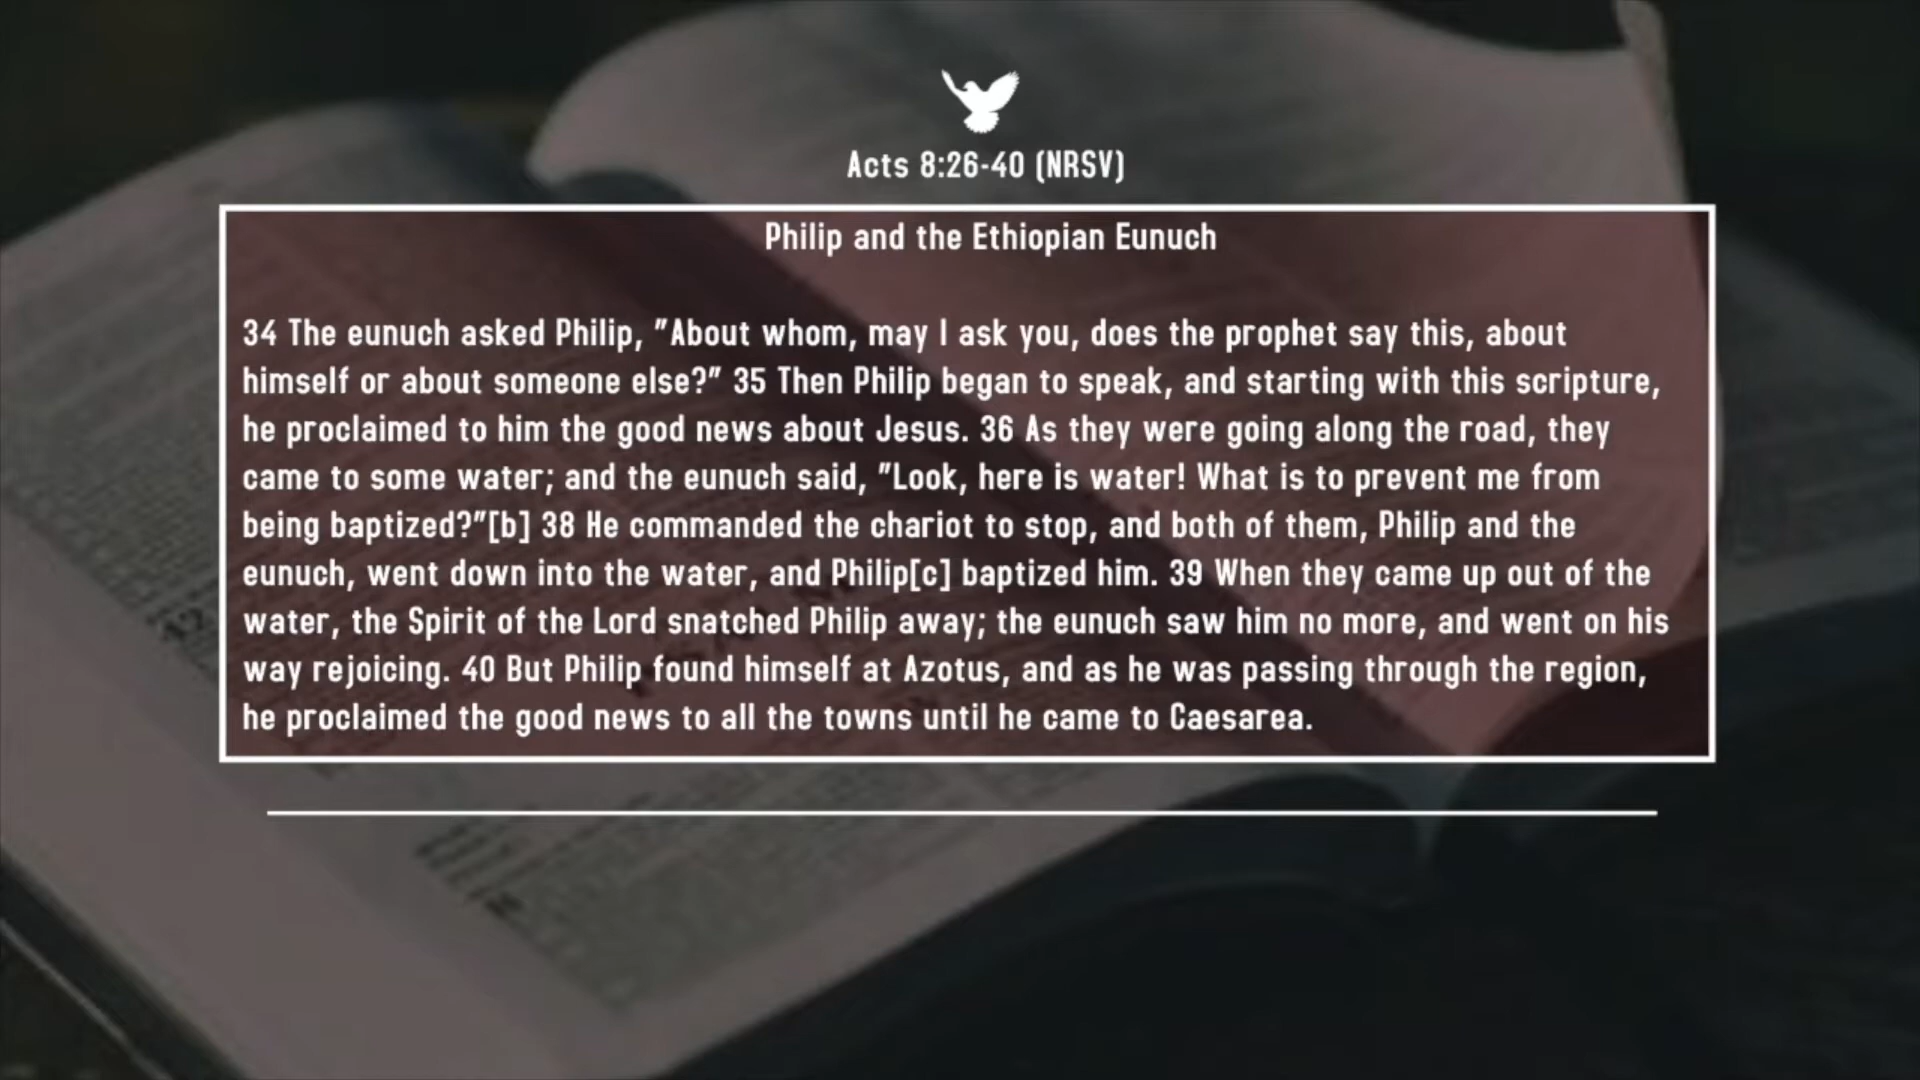 Acts 8:26-40 (NRSV)
Philip and the Ethiopian Eunuch
34 The eunuch asked Philip, "About whom, may I ask you, does the prophet say this, about
himself or about someone else?" 35 Then Philip began to speak, and starting with this scripture,
he proclaimed to him the good news about Jesus. 36 As they were going along the road, they
came to some water; and the eunuch said, "Look, here is water! What is to prevent me from
being baptized?"[b] 38 He commanded the chariot to stop, and both of them, Philip and the
eunuch, went down into the water, and Philip[c] baptized him. 39 When they came up out of the
water, the Spirit of the Lord snatched Philip away; the eunuch saw him no more, and went on his
way rejoicing. 40 But Philip found himself at Azotus, and as he was passing through the region,
he proclaimed the good news to all the towns until he came to Caesarea.